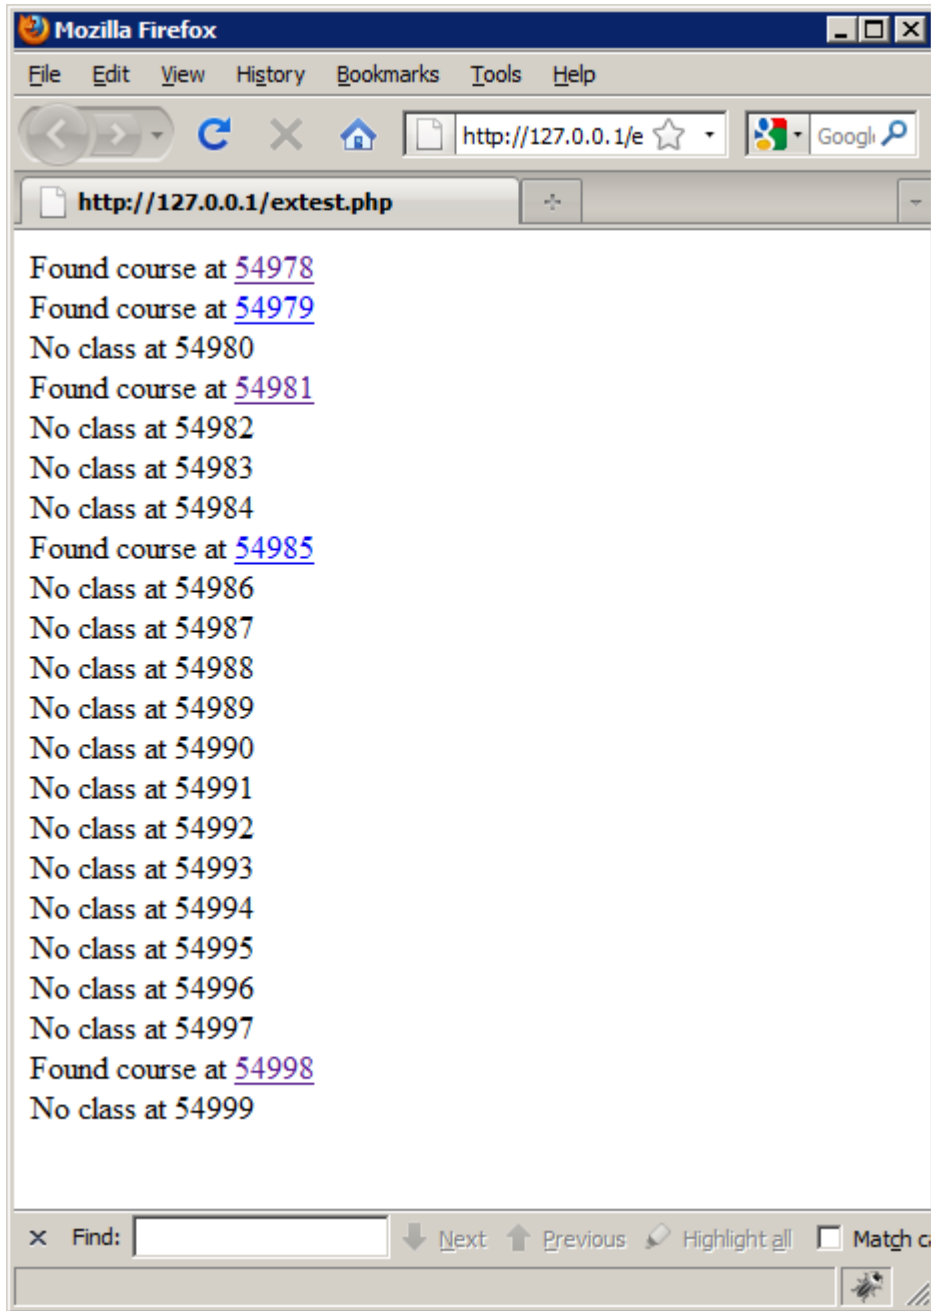 Mozilla Firefox
File Edit View History Bookmarks Tools Help
http://127.0.0.1/e Googl
http://127.0.0.1/extest.php
Found course at 54978
Found course at 54979
No class at 54980
Found course at 54981
No class at 54982
No class at 54983
No class at 54984
Found course at 54985
No class at 54986
No class at 54987
No class at 54988
No class at 54989
No class at 54990
No class at 54991
No class at 54992
No class at 54993
No class at 54994
No class at 54995
No class at 54996
No class at 54997
Found course at 54998
No class at 54999
Find: Next Previous Highlight all Match ca